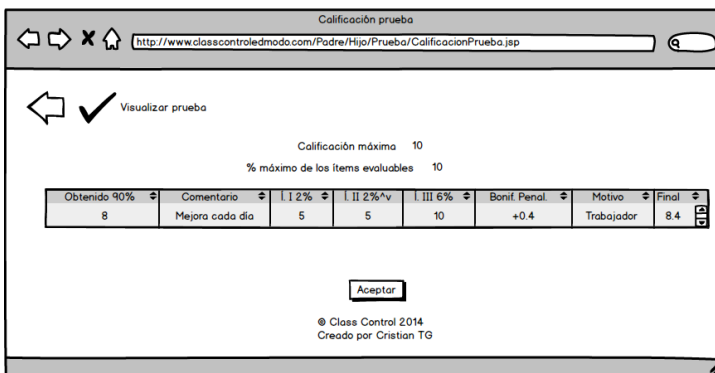 Calificación prueba
http://www.classcontroledmodo.com/Padre/Hijo/Prueba/CalificacionPrueba.jsp
Visualizar prueba
Calificación máxima 10
% máximo de los ítems evaluables 10
Obtenido 90% Comentario Í. I 2% Í. II 2%^v Í. III 6% Bonif. Penal. Motivo Final
8 Mejora cada día 5 5 10 +0.4 Trabajador 8.4
Aceptar
© Class Control 2014
Creado por Cristian TG